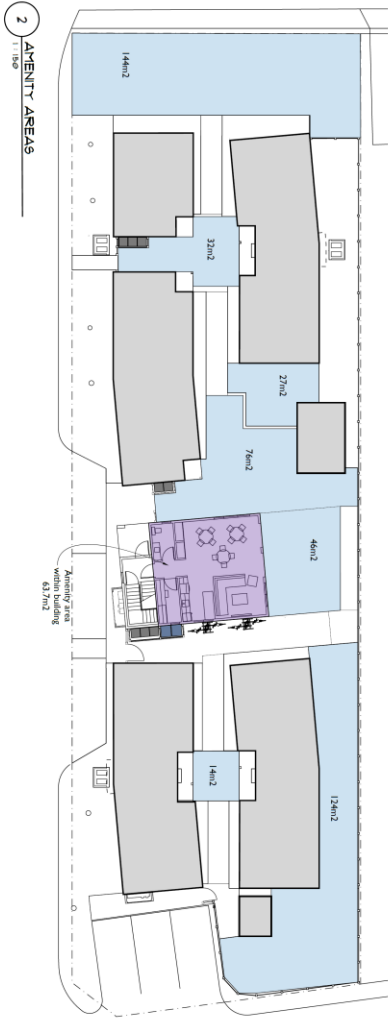 2
AMENITY AREAS
1 : 150
144m2
32m2
27m2
76m2
46m2
Amenity area
within building
63.7m2
14m2
124m2